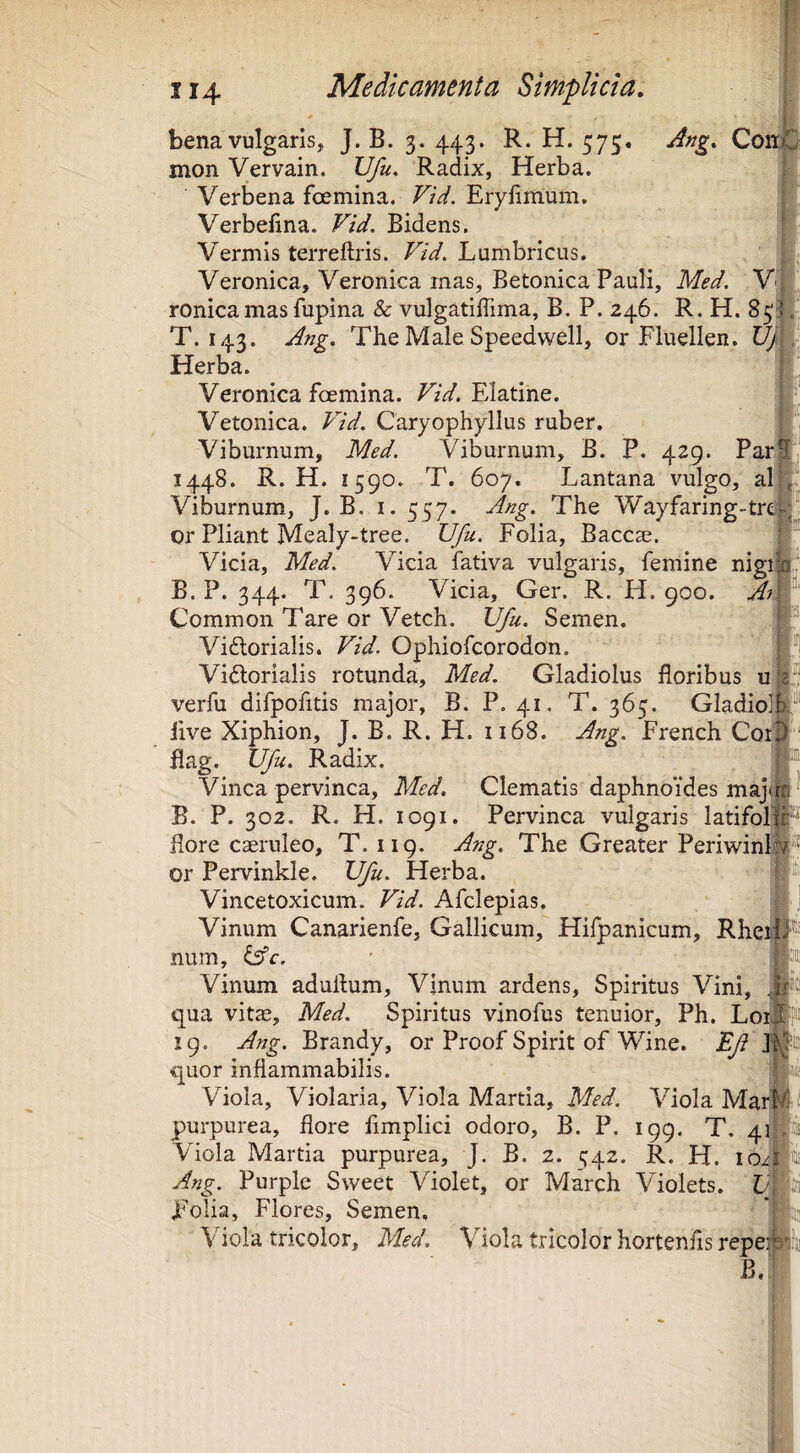 114 Medicamenta Simplicia.
bena vulgaris, J. B. 3. 443. R. H. 575. Ang. Com
mon Vervain. Uſu. Radix, Herba.
Verbena fœmina. Vid. Eryſimum.
Verbeſina. Vid. Bidens.
Vermis terreſtris. Vid. Lumbricus.
Veronica, Veronica mas, Betonica Pauli, Med. V
ronica mas ſupina & vulgatiſſima, B. P. 246. R. H. 85
T. 143. Ang. The Male Speedwell, or Fluellen. Uſ
Herba.
Veronica fœmina. Vid. Elatine.
Vetonica. Vid. Caryophyllus ruber.
Viburnum, Med. Viburnum, B. P. 429. Par
1448. R. H. 1590. T. 607. Lantana vulgo, al
Viburnum, J. B. 1. 557. Ang. The Wayfaring-tre
or Pliant Mealy-tree. Uſu. Folia, Baccæ.
Vicia, Med. Vicia ſativa vulgaris, ſemine nig
B. P. 344. T. 396. Vicia, Ger. R. H. 900. A
Common Tare or Vetch. Uſu. Semen.
Victorialis. Vid. Ophioſcorodon.
Victorialis rotunda, Med. Gladiolus floribus u
verſu diſpoſitis major, B. P. 41. T. 365. Gladiol
ſive Xiphion, J. B. R. H. 1168. Ang. French Cor
flag. Uſu. Radix.
Vinca pervinca, Med. Clematis daphnoïdes maj
B. P. 302. R. H. 1091. Pervinca vulgaris latifol
flore cæruleo, T. 119. Ang. The Greater Periwin
or Pervinkle. Uſu. Herba.
Vincetoxicum. Vid. Aſclepias.
Vinum Canarienſe, Gallicum, Hiſpanicum, Rhe
num, &c.
Vinum aduſtum, Vinum ardens, Spiritus Vini,
qua vitæ, Med. Spiritus vinoſus tenuior, Ph. Lo
19. Ang. Brandy, or Proof Spirit of Wine. Eſt
quor inflammabilis.
Viola, Violaria, Viola Martia, Med. Viola Mar
purpurea, flore ſimplici odoro, B. P. 199. T. 4
Viola Martia purpurea, J. B. 2. 542. R. H. 10
Ang. Purple Sweet Violet, or March Violets. U
Folia, Flores, Semen.
Viola tricolor, Med. Viola tricolor hortenſis repe
B.